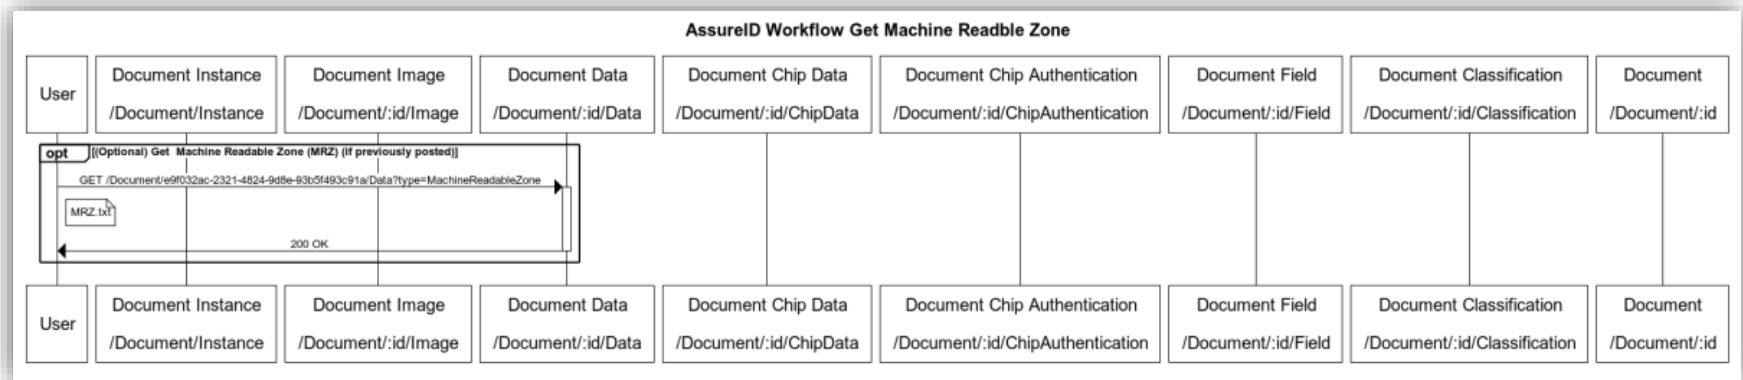 AssureID Workflow Get Machine Readble Zone
User
Document Instance
/Document/Instance
Document Image
/Document/:id/Image
Document Data
/Document/:id/Data
Document Chip Data
/Document/:id/ChipData
Document Chip Authentication
/Document/:id/ChipAuthentication
Document Field
/Document/:id/Field
Document Classification
/Document/:id/Classification
Document
/Document/:id
opt
[(Optional) Get Machine Readable Zone (MRZ) (if previously posted)]
GET /Document/e9f032ac-2321-4824-9d8e-93b5f493c91a/Data?type=MachineReadableZone
MRZ.txt
200 OK
User
Document Instance
/Document/Instance
Document Image
/Document/:id/Image
Document Data
/Document/:id/Data
Document Chip Data
/Document/:id/ChipData
Document Chip Authentication
/Document/:id/ChipAuthentication
Document Field
/Document/:id/Field
Document Classification
/Document/:id/Classification
Document
/Document/:id